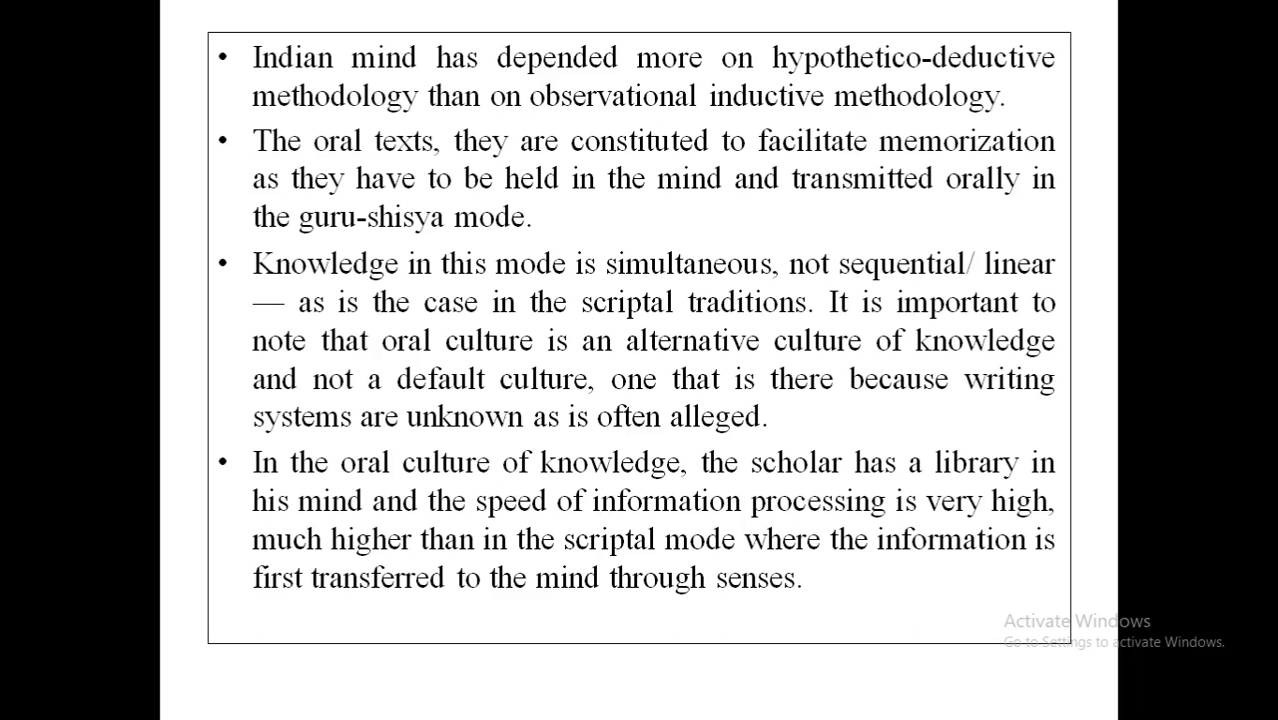 • Indian mind has depended more on hypothetico-deductive
methodology than on observational inductive methodology.
• The oral texts, they are constituted to facilitate memorization
as they have to be held in the mind and transmitted orally in
the guru-shisya mode.
• Knowledge in this mode is simultaneous, not sequential/ linear
— as is the case in the scriptal traditions. It is important to
note that oral culture is an alternative culture of knowledge
and not a default culture, one that is there because writing
systems are unknown as is often alleged.
• In the oral culture of knowledge, the scholar has a library in
his mind and the speed of information processing is very high,
much higher than in the scriptal mode where the information is
first transferred to the mind through senses.
Activate Windows
Go to Settings to activate Windows.